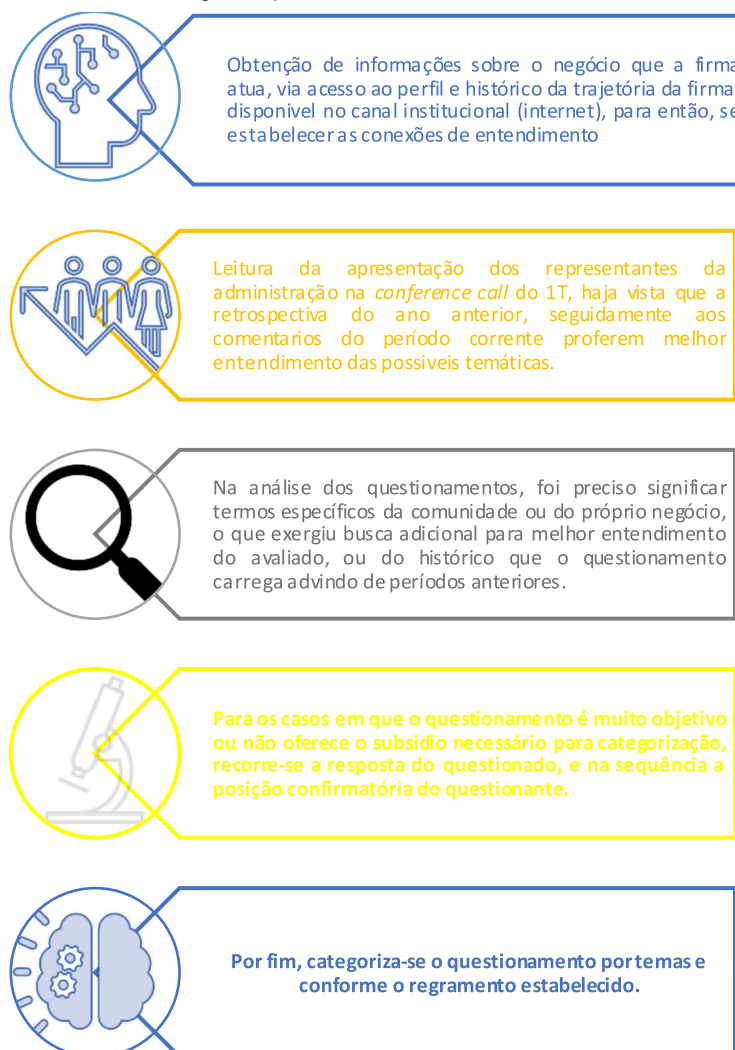 Obtenção de informações sobre o negócio que a firma
atua, via acesso ao perfil e histórico da trajetória da firma
disponivel no canal institucional (internet), para então, se
estabelecer as conexões de entendimento
Leitura da apresentação dos representantes da
administração na conference call do 1T, haja vista que a
retrospectiva do ano anterior, seguidamente aos
comentarios do período corrente proferem melhor
entendimento das possiveis temáticas.
Na análise dos questionamentos, foi preciso significar
termos específicos da comunidade ou do próprio negócio,
o que exergiu busca adicional para melhor entendimento
do avaliado, ou do histórico que o questionamento
carrega advindo de períodos anteriores.
Para os casos em que o questionamento é muito objetivo
ou não oferece o subsidio necessário para categorização,
recorre-se a resposta do questionado, e na sequência a
posição confirmatória do questionante.
Por fim, categoriza-se o questionamento por temas e
conforme o regramento estabelecido.